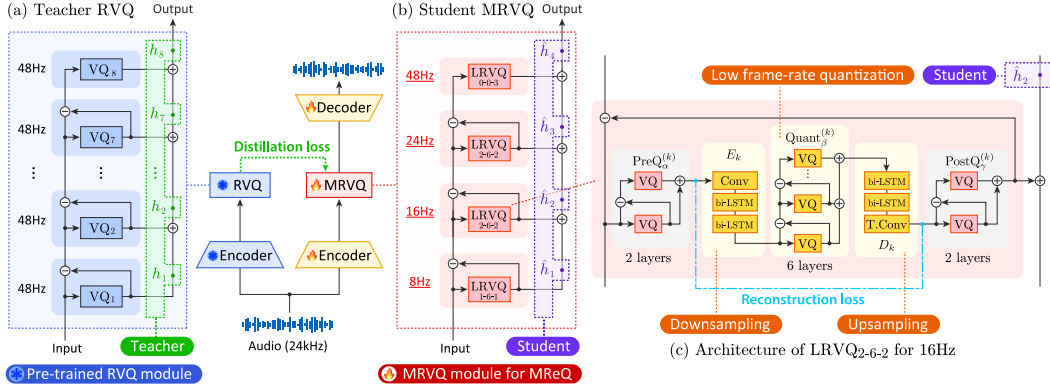 (a) Teacher RVQ
Output
48Hz
VQ8
h8
48Hz
VQ7
h7
48Hz
VQ2
h2
48Hz
VQ1
h1
Input
Teacher
Pre-trained RVQ module
Decoder
Distillation loss
RVQ
MRVQ
Encoder
Encoder
Audio (24kHz)
(b) Student MRVQ
Output
48Hz
LRVQ
0-0-3
ĥ4
24Hz
LRVQ
2-6-2
ĥ3
16Hz
LRVQ
2-6-2
ĥ2
8Hz
LRVQ
1-6-1
ĥ1
Input
Student
MRVQ module for MReQ
Low frame-rate quantization
Student
ĥ2
PreQα(k)
VQ
VQ
2 layers
Ek
Conv
bi-LSTM
bi-LSTM
Quantβ(k)
VQ
VQ
VQ
6 layers
bi-LSTM
bi-LSTM
T.Conv
Dk
PostQγ(k)
VQ
VQ
2 layers
Reconstruction loss
Downsampling
Upsampling
(c) Architecture of LRVQ2-6-2 for 16Hz